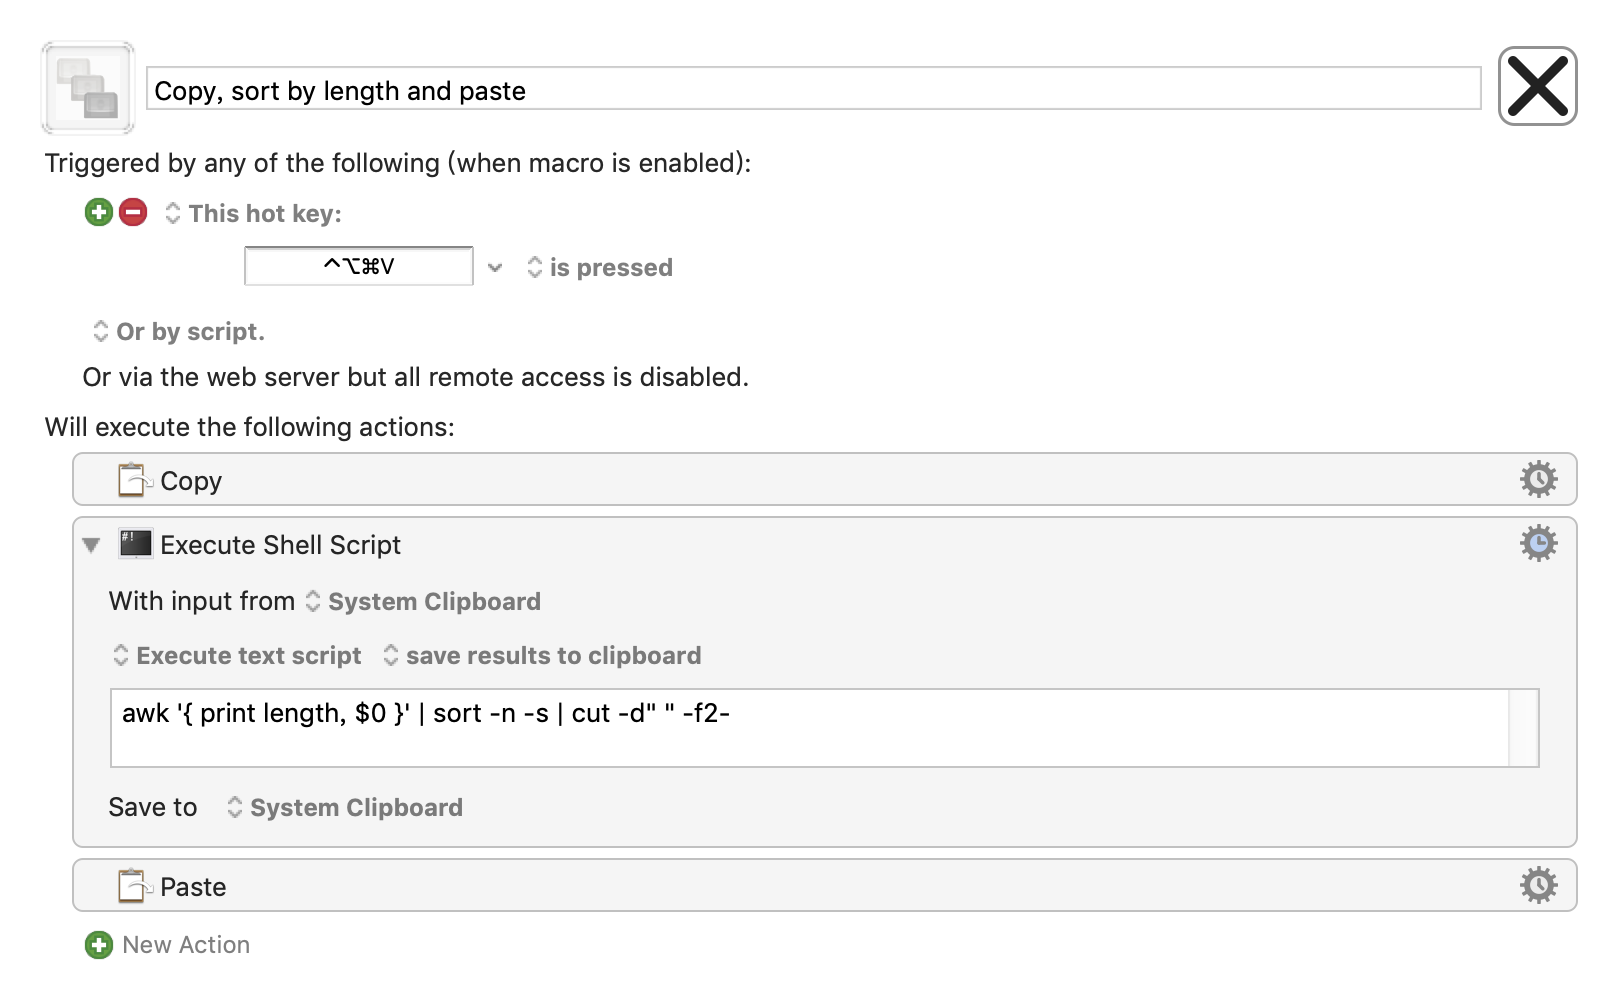 Copy, sort by length and paste
Triggered by any of the following (when macro is enabled):
This hot key:
⌃⌥⌘V
is pressed
Or by script.
Or via the web server but all remote access is disabled.
Will execute the following actions:
Copy
#!
Execute Shell Script
With input from System Clipboard
Execute text script save results to clipboard
awk '{ print length, $0 }' | sort -n -s | cut -d" " -f2-
Save to System Clipboard
Paste
New Action